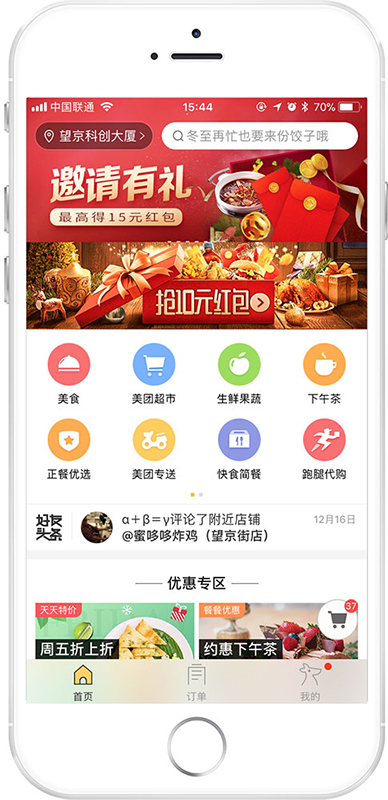 中国联通
15:44
70%
望京科创大厦
冬至再忙也要来份饺子哦
邀请有礼
最高得15元红包
抢10元红包
美食
美团超市
生鲜果蔬
下午茶
正餐优选
美团专送
快食简餐
跑腿代购
好友
头条
α＋β＝γ评论了附近店铺
12月16日
@蜜哆哆炸鸡（望京街店）
优惠专区
天天特价
周五折上折
餐餐优惠
约惠下午茶
37
首页
订单
我的